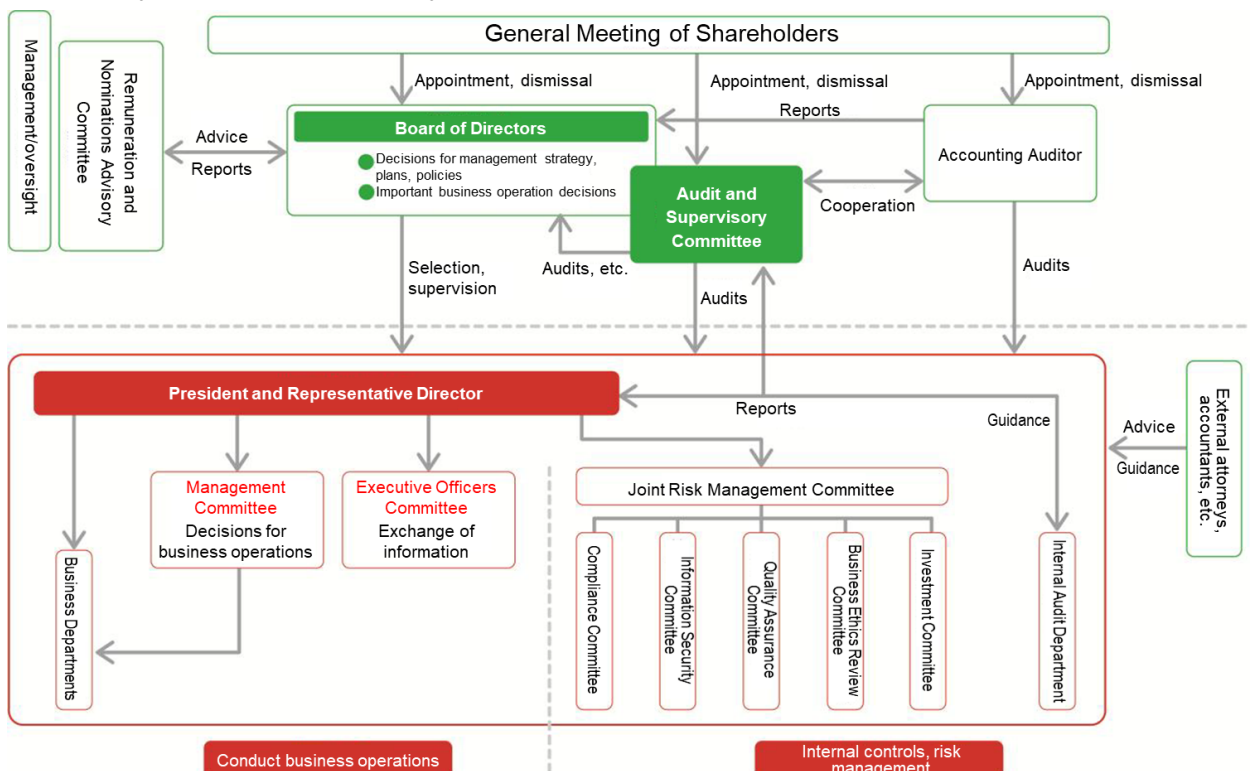 General Meeting of Shareholders
Management/oversight
Remuneration and
Nominations Advisory
Committee
Appointment, dismissal
Appointment, dismissal
Appointment, dismissal
Advice
Reports
Board of Directors
Decisions for management strategy,
plans, policies
Important business operation decisions
Reports
Accounting Auditor
Audit and
Supervisory
Committee
Cooperation
Selection,
supervision
Audits, etc.
Audits
Audits
President and Representative Director
Reports
Guidance
Advice
Guidance
External attorneys,
accountants, etc.
Management
Committee
Decisions for
business operations
Executive Officers
Committee
Exchange of
information
Joint Risk Management Committee
Business Departments
Compliance Committee
Information Security
Committee
Quality Assurance
Committee
Business Ethics Review
Committee
Investment Committee
Internal Audit Department
Conduct business operations
Internal controls, risk
management